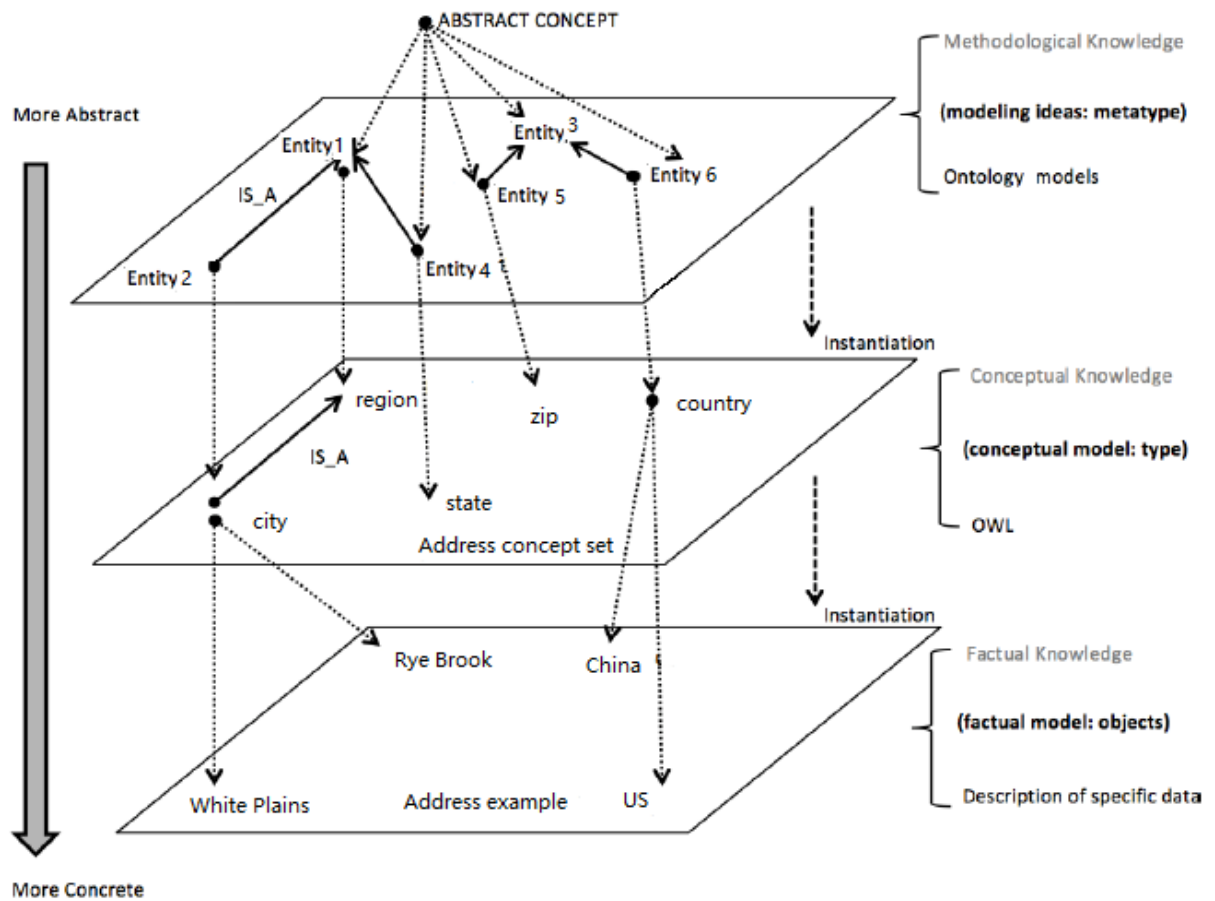 ABSTRACT CONCEPT
Methodological Knowledge
More Abstract
(modeling ideas: metatype)
Entity 3
Entity 1
Entity 5
Entity 6
Ontology models
IS_A
Entity 2
Entity 4
Instantiation
Conceptual Knowledge
region
zip
country
(conceptual model: type)
IS_A
state
city
OWL
Address concept set
Instantiation
Rye Brook
China
Factual Knowledge
(factual model: objects)
White Plains
Address example
US
Description of specific data
More Concrete